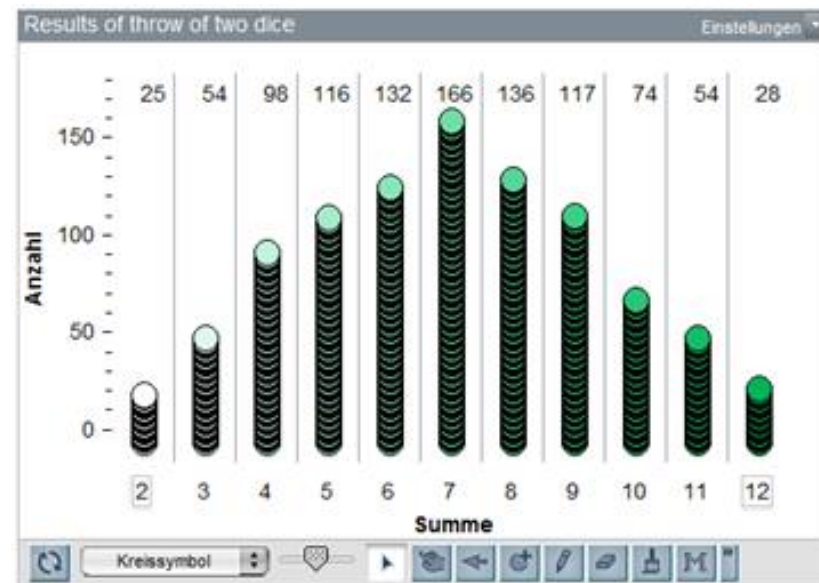 Results of throw of two dice Einstellungen
25 54 98 116 132 166 136 117 74 54 28
150
100
Anzahl
50
0
2 3 4 5 6 7 8 9 10 11 12
Summe
Kreissymbol M "